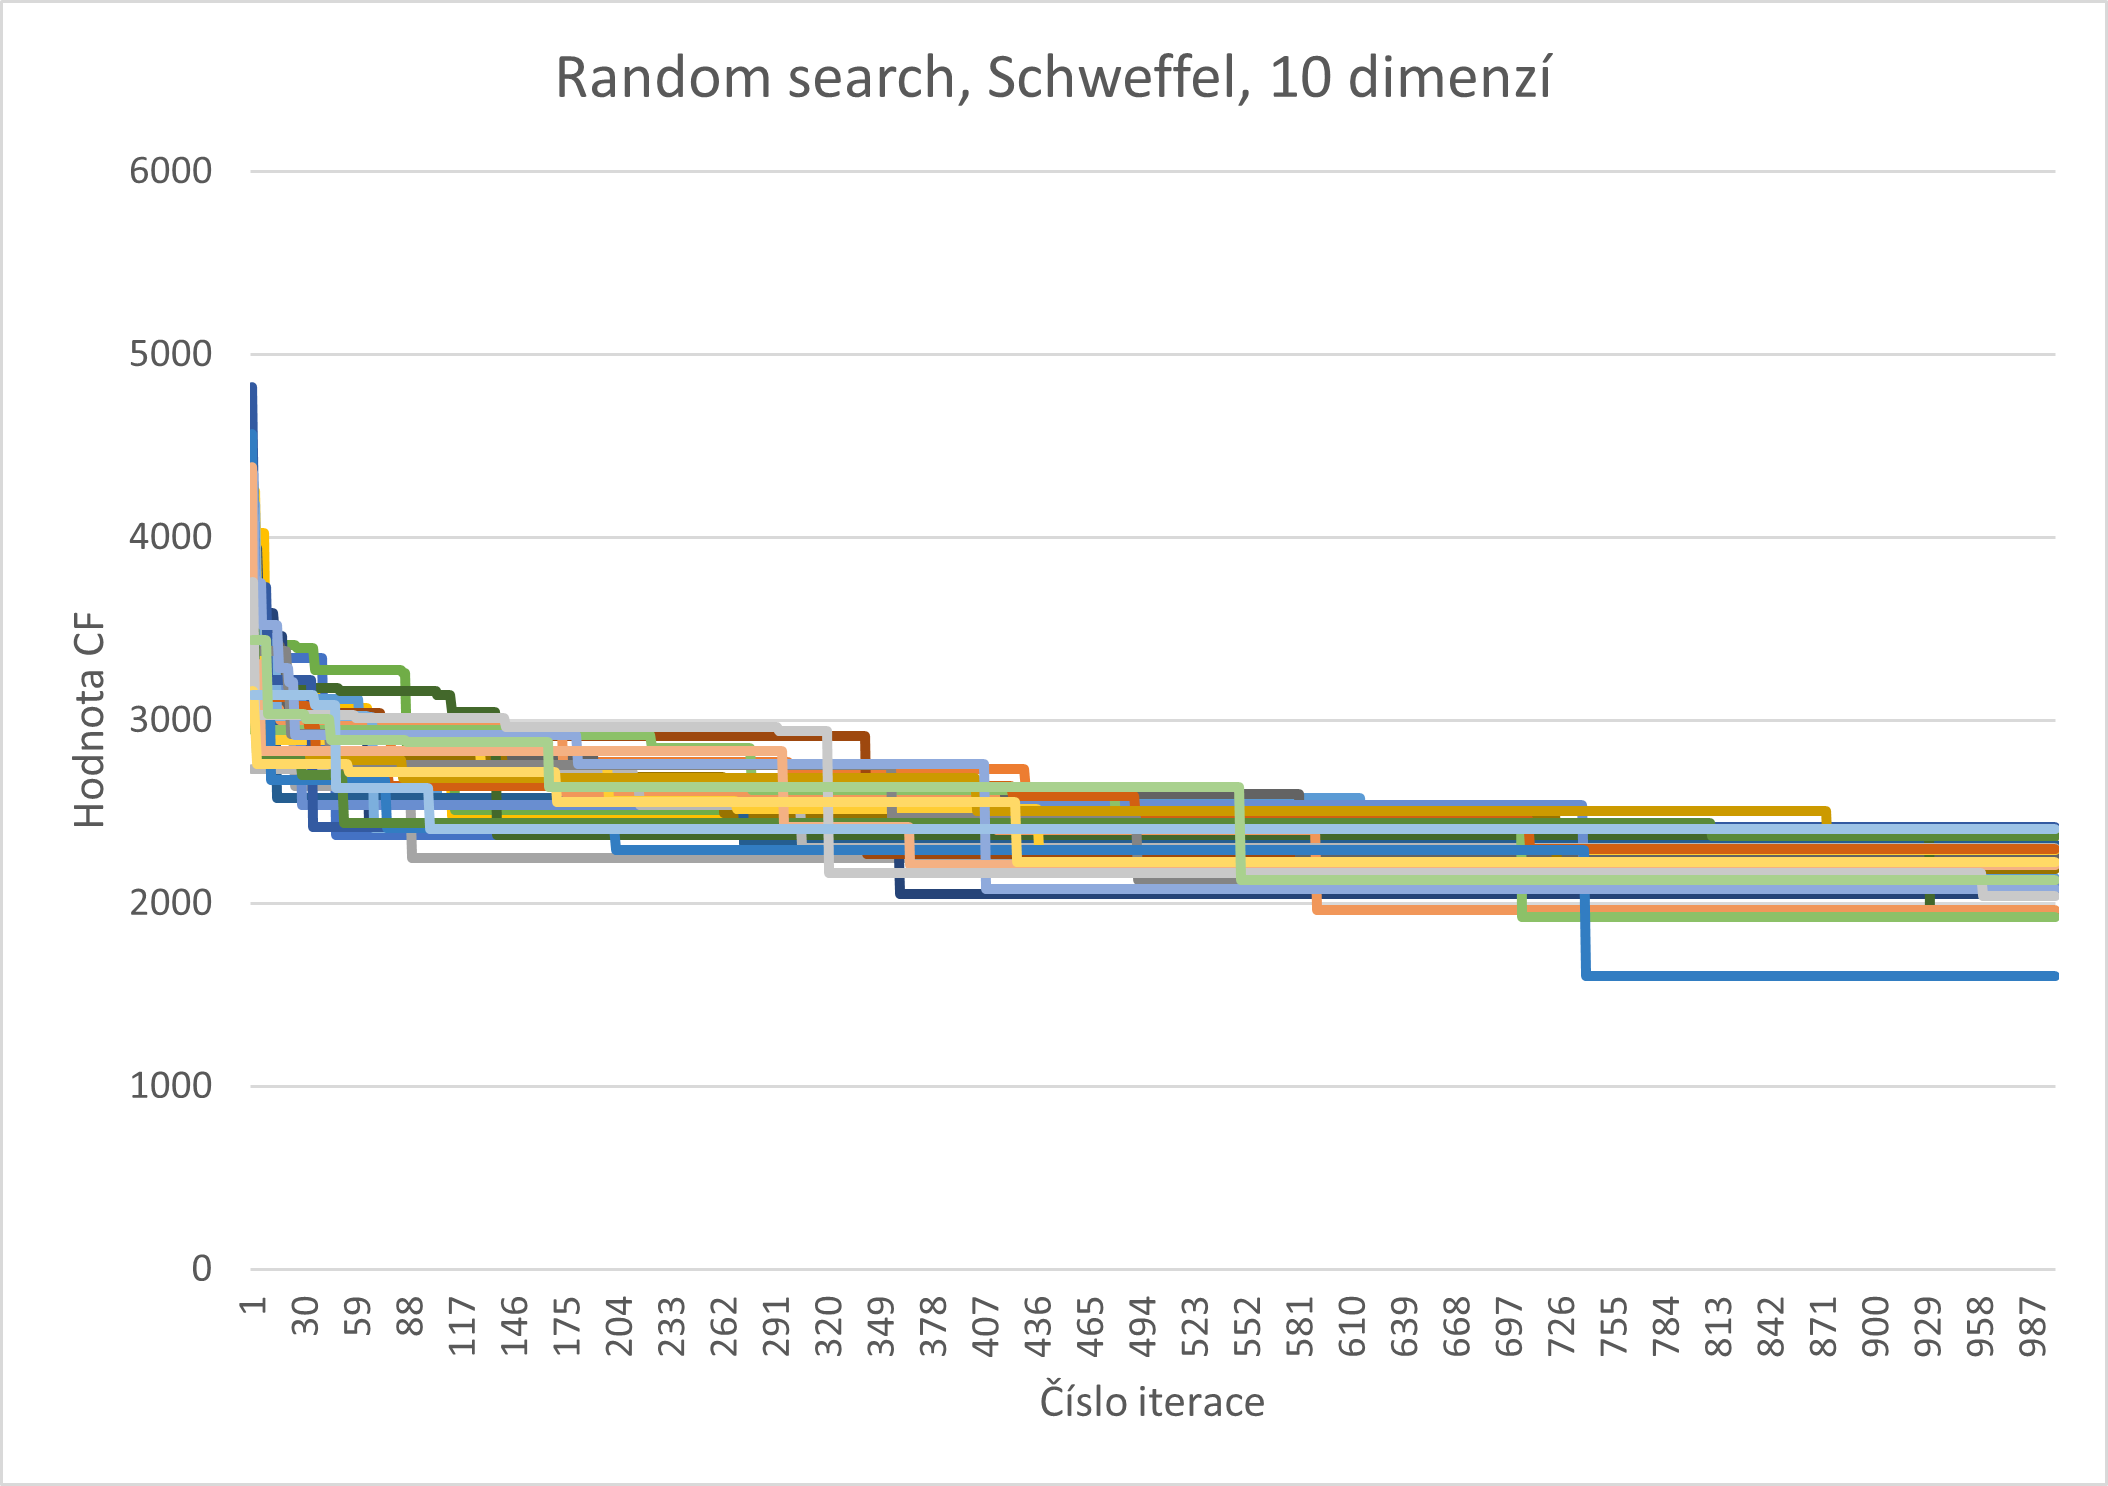 Random search, Schweffel, 10 dimenzí
6000
5000
4000
3000
2000
1000
0
Hodnota CF
1 30 59 88 117 146 175 204 233 262 291 320 349 378 407 436 465 494 523 552 581 610 639 668 697 726 755 784 813 842 871 900 929 958 987
Číslo iterace